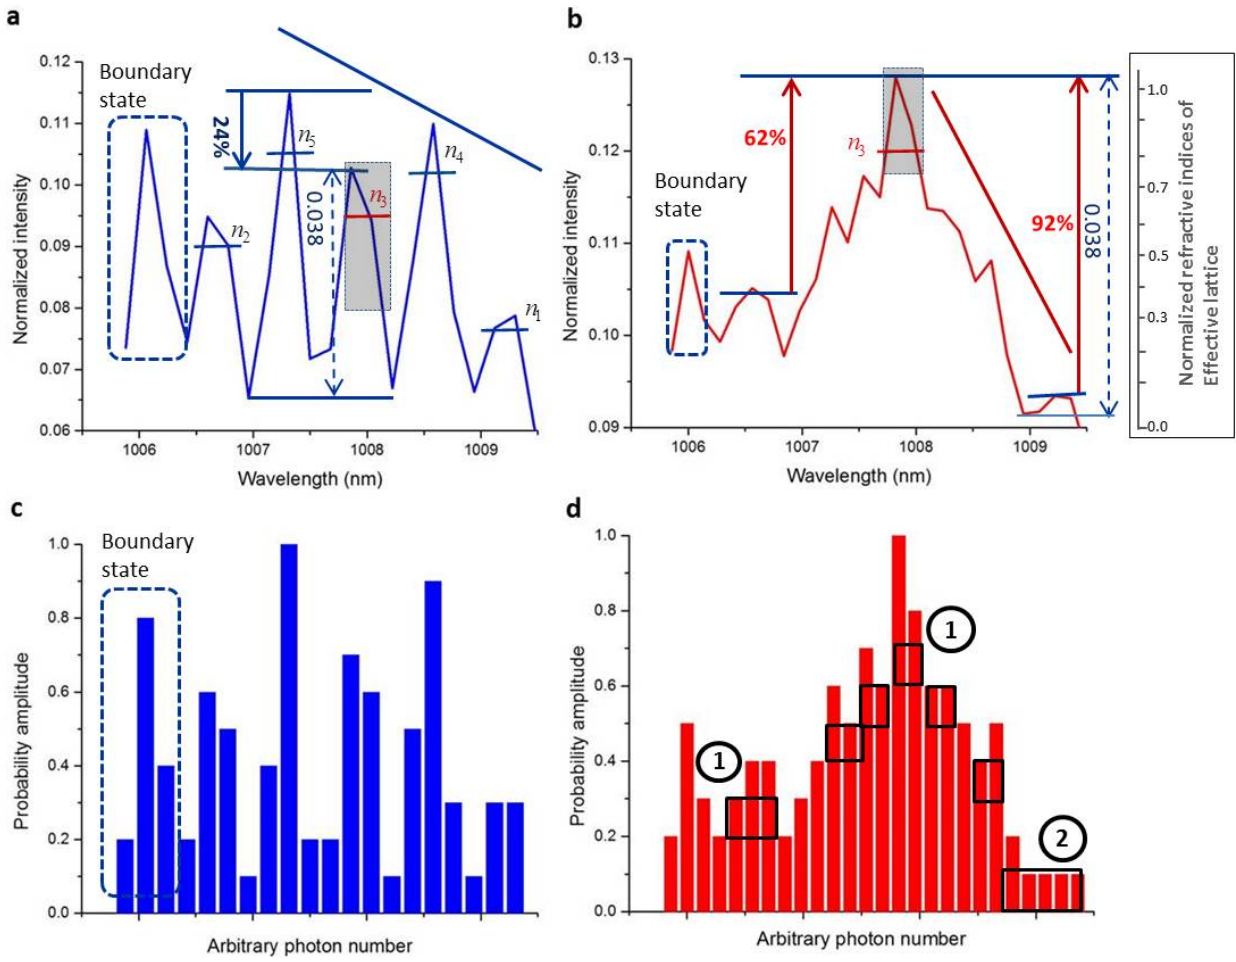 a
Boundary
state
24%
n5
n2
n3
n4
n1
0.038
0.12
0.11
0.10
0.09
0.08
0.07
0.06
Normalized intensity
1006 1007 1008 1009
Wavelength (nm)
b
Boundary
state
62%
n3
92%
0.038
0.13
0.12
0.11
0.10
0.09
Normalized intensity
1006 1007 1008 1009
Wavelength (nm)
1.0
0.7
0.5
0.3
0.0
Normalized refractive indices of
Effective lattice
c
Boundary
state
1.0
0.8
0.6
0.4
0.2
0.0
Probability amplitude
Arbitrary photon number
d
1
1
2
1.0
0.8
0.6
0.4
0.2
0.0
Probability amplitude
Arbitrary photon number